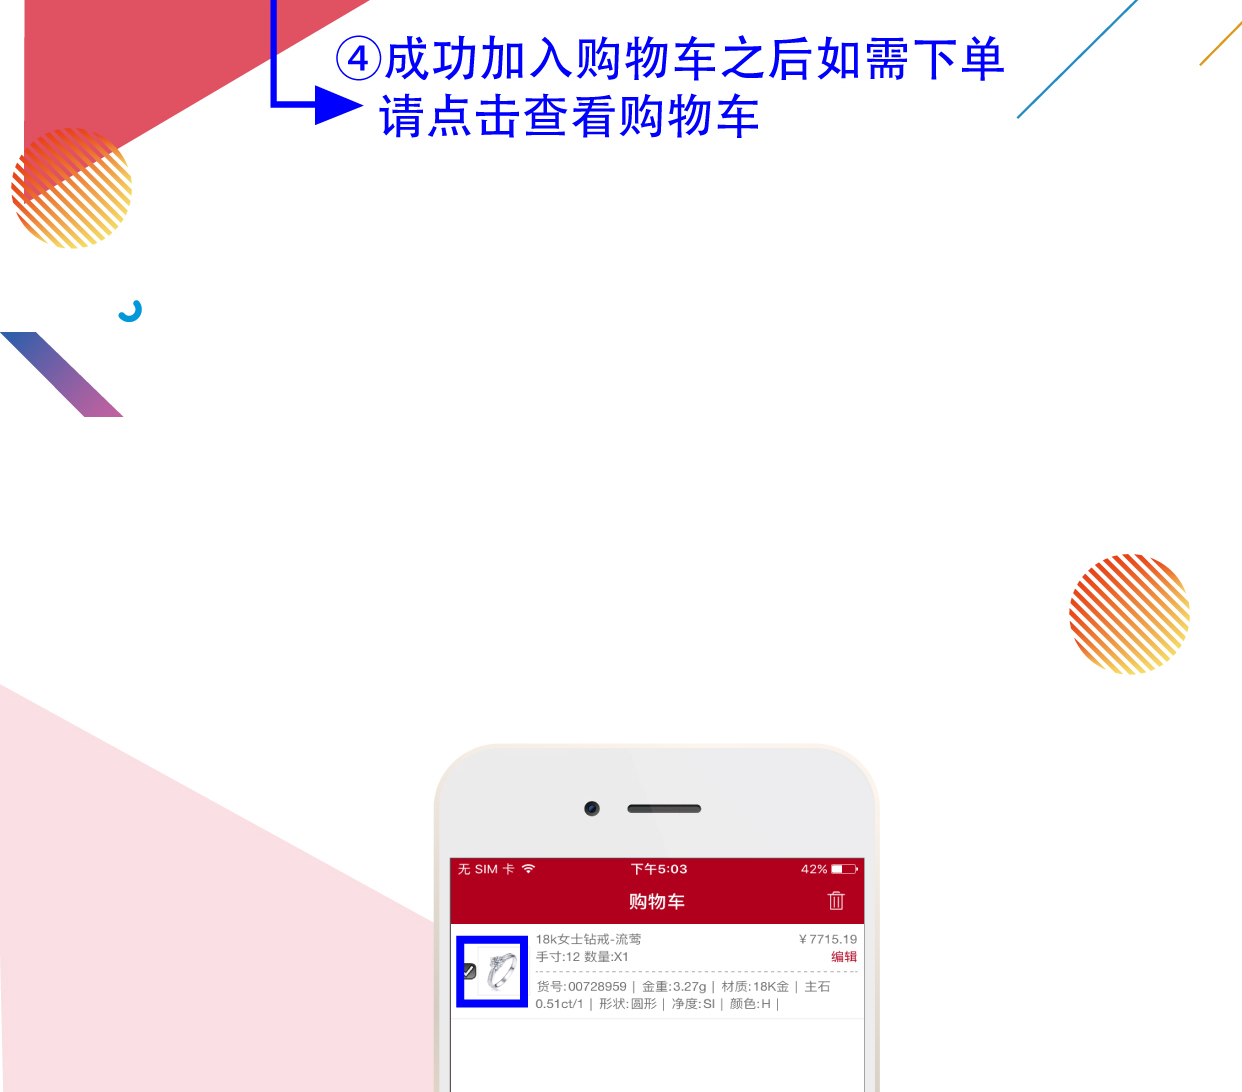 ④成功加入购物车之后如需下单
请点击查看购物车
无 SIM 卡 下午5:03 42%
购物车
18k女士钻戒-流莺 ¥7715.19
手寸:12 数量:X1 编辑
货号:00728959 | 金重:3.27g | 材质:18K金 | 主石
0.51ct/1 | 形状:圆形 | 净度:SI | 颜色:H |